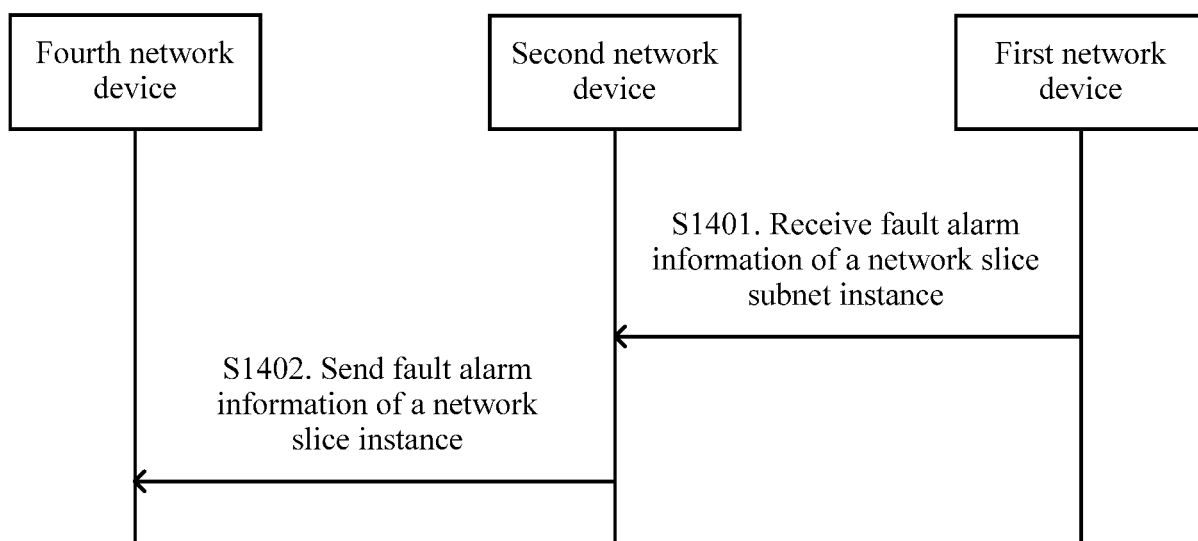 Fourth network
device
Second network
device
First network
device
S1401. Receive fault alarm
information of a network slice
subnet instance
S1402. Send fault alarm
information of a network
slice instance